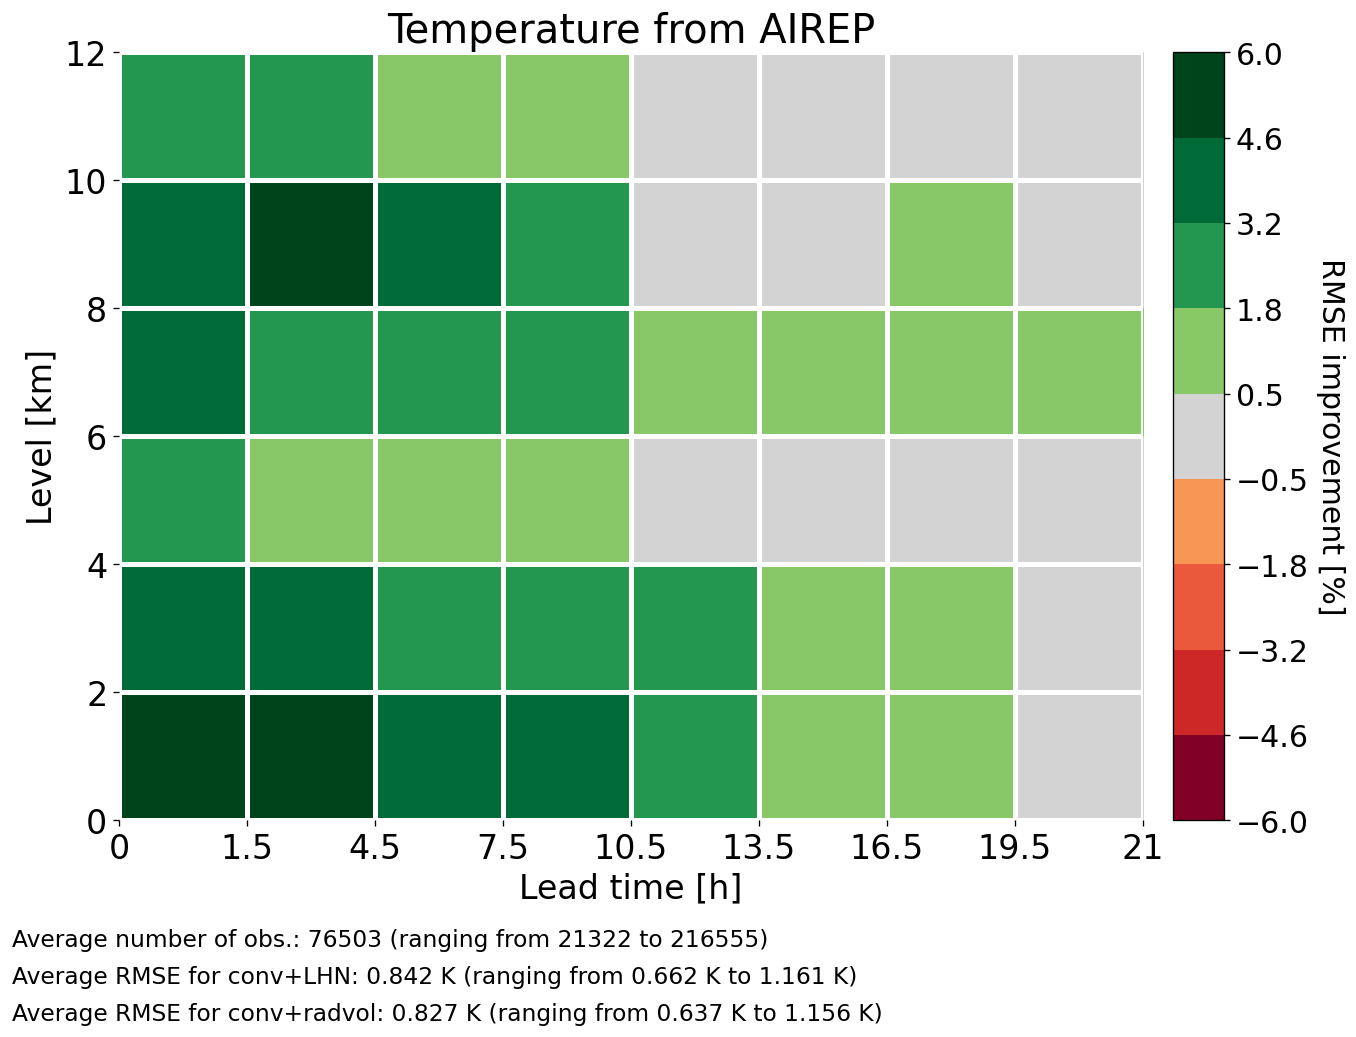 Temperature from AIREP
Level [km]
12
10
8
6
4
2
0
0 1.5 4.5 7.5 10.5 13.5 16.5 19.5 21
Lead time [h]
6.0
4.6
3.2
1.8
0.5
−0.5
−1.8
−3.2
−4.6
−6.0
RMSE improvement [%]
Average number of obs.: 76503 (ranging from 21322 to 216555)
Average RMSE for conv+LHN: 0.842 K (ranging from 0.662 K to 1.161 K)
Average RMSE for conv+radvol: 0.827 K (ranging from 0.637 K to 1.156 K)